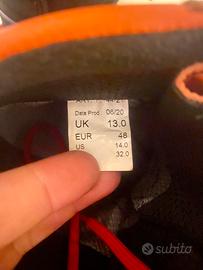 Data Prod. 06/20
UK 13.0
EUR 48
US 14.0
32.0
subito